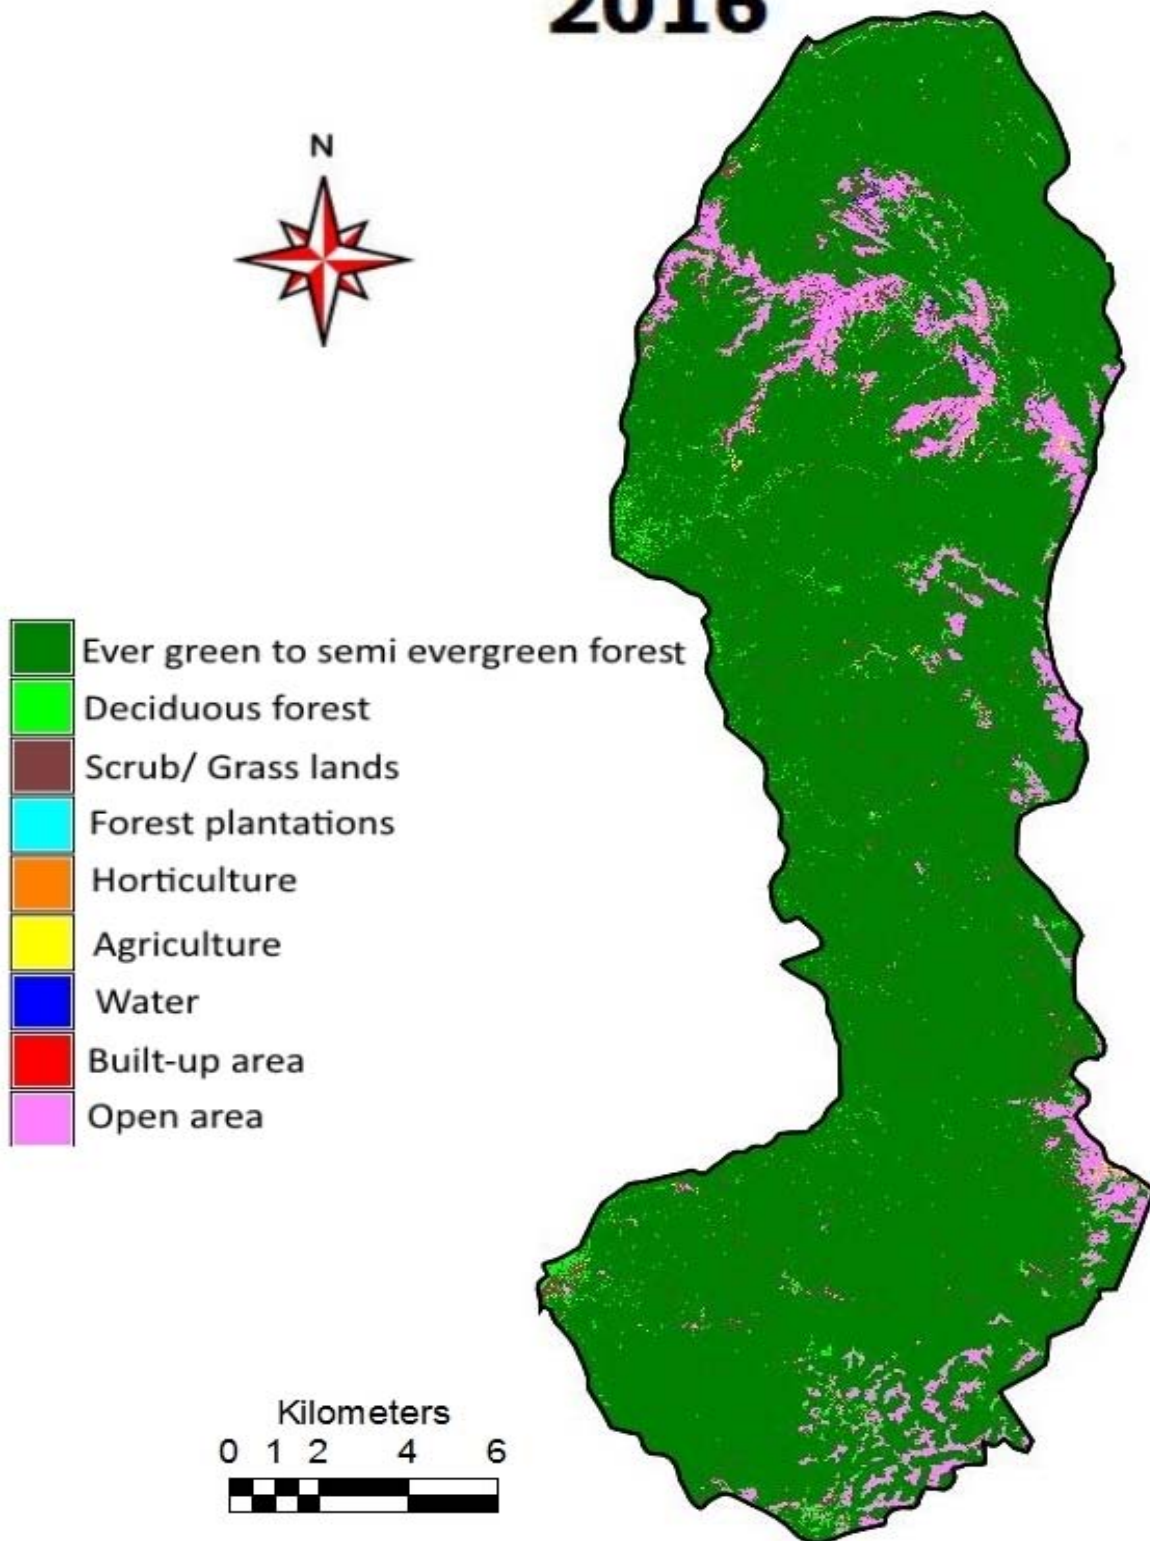 2016
N
Ever green to semi evergreen forest
Deciduous forest
Scrub/ Grass lands
Forest plantations
Horticulture
Agriculture
Water
Built-up area
Open area
Kilometers
0 1 2 4 6